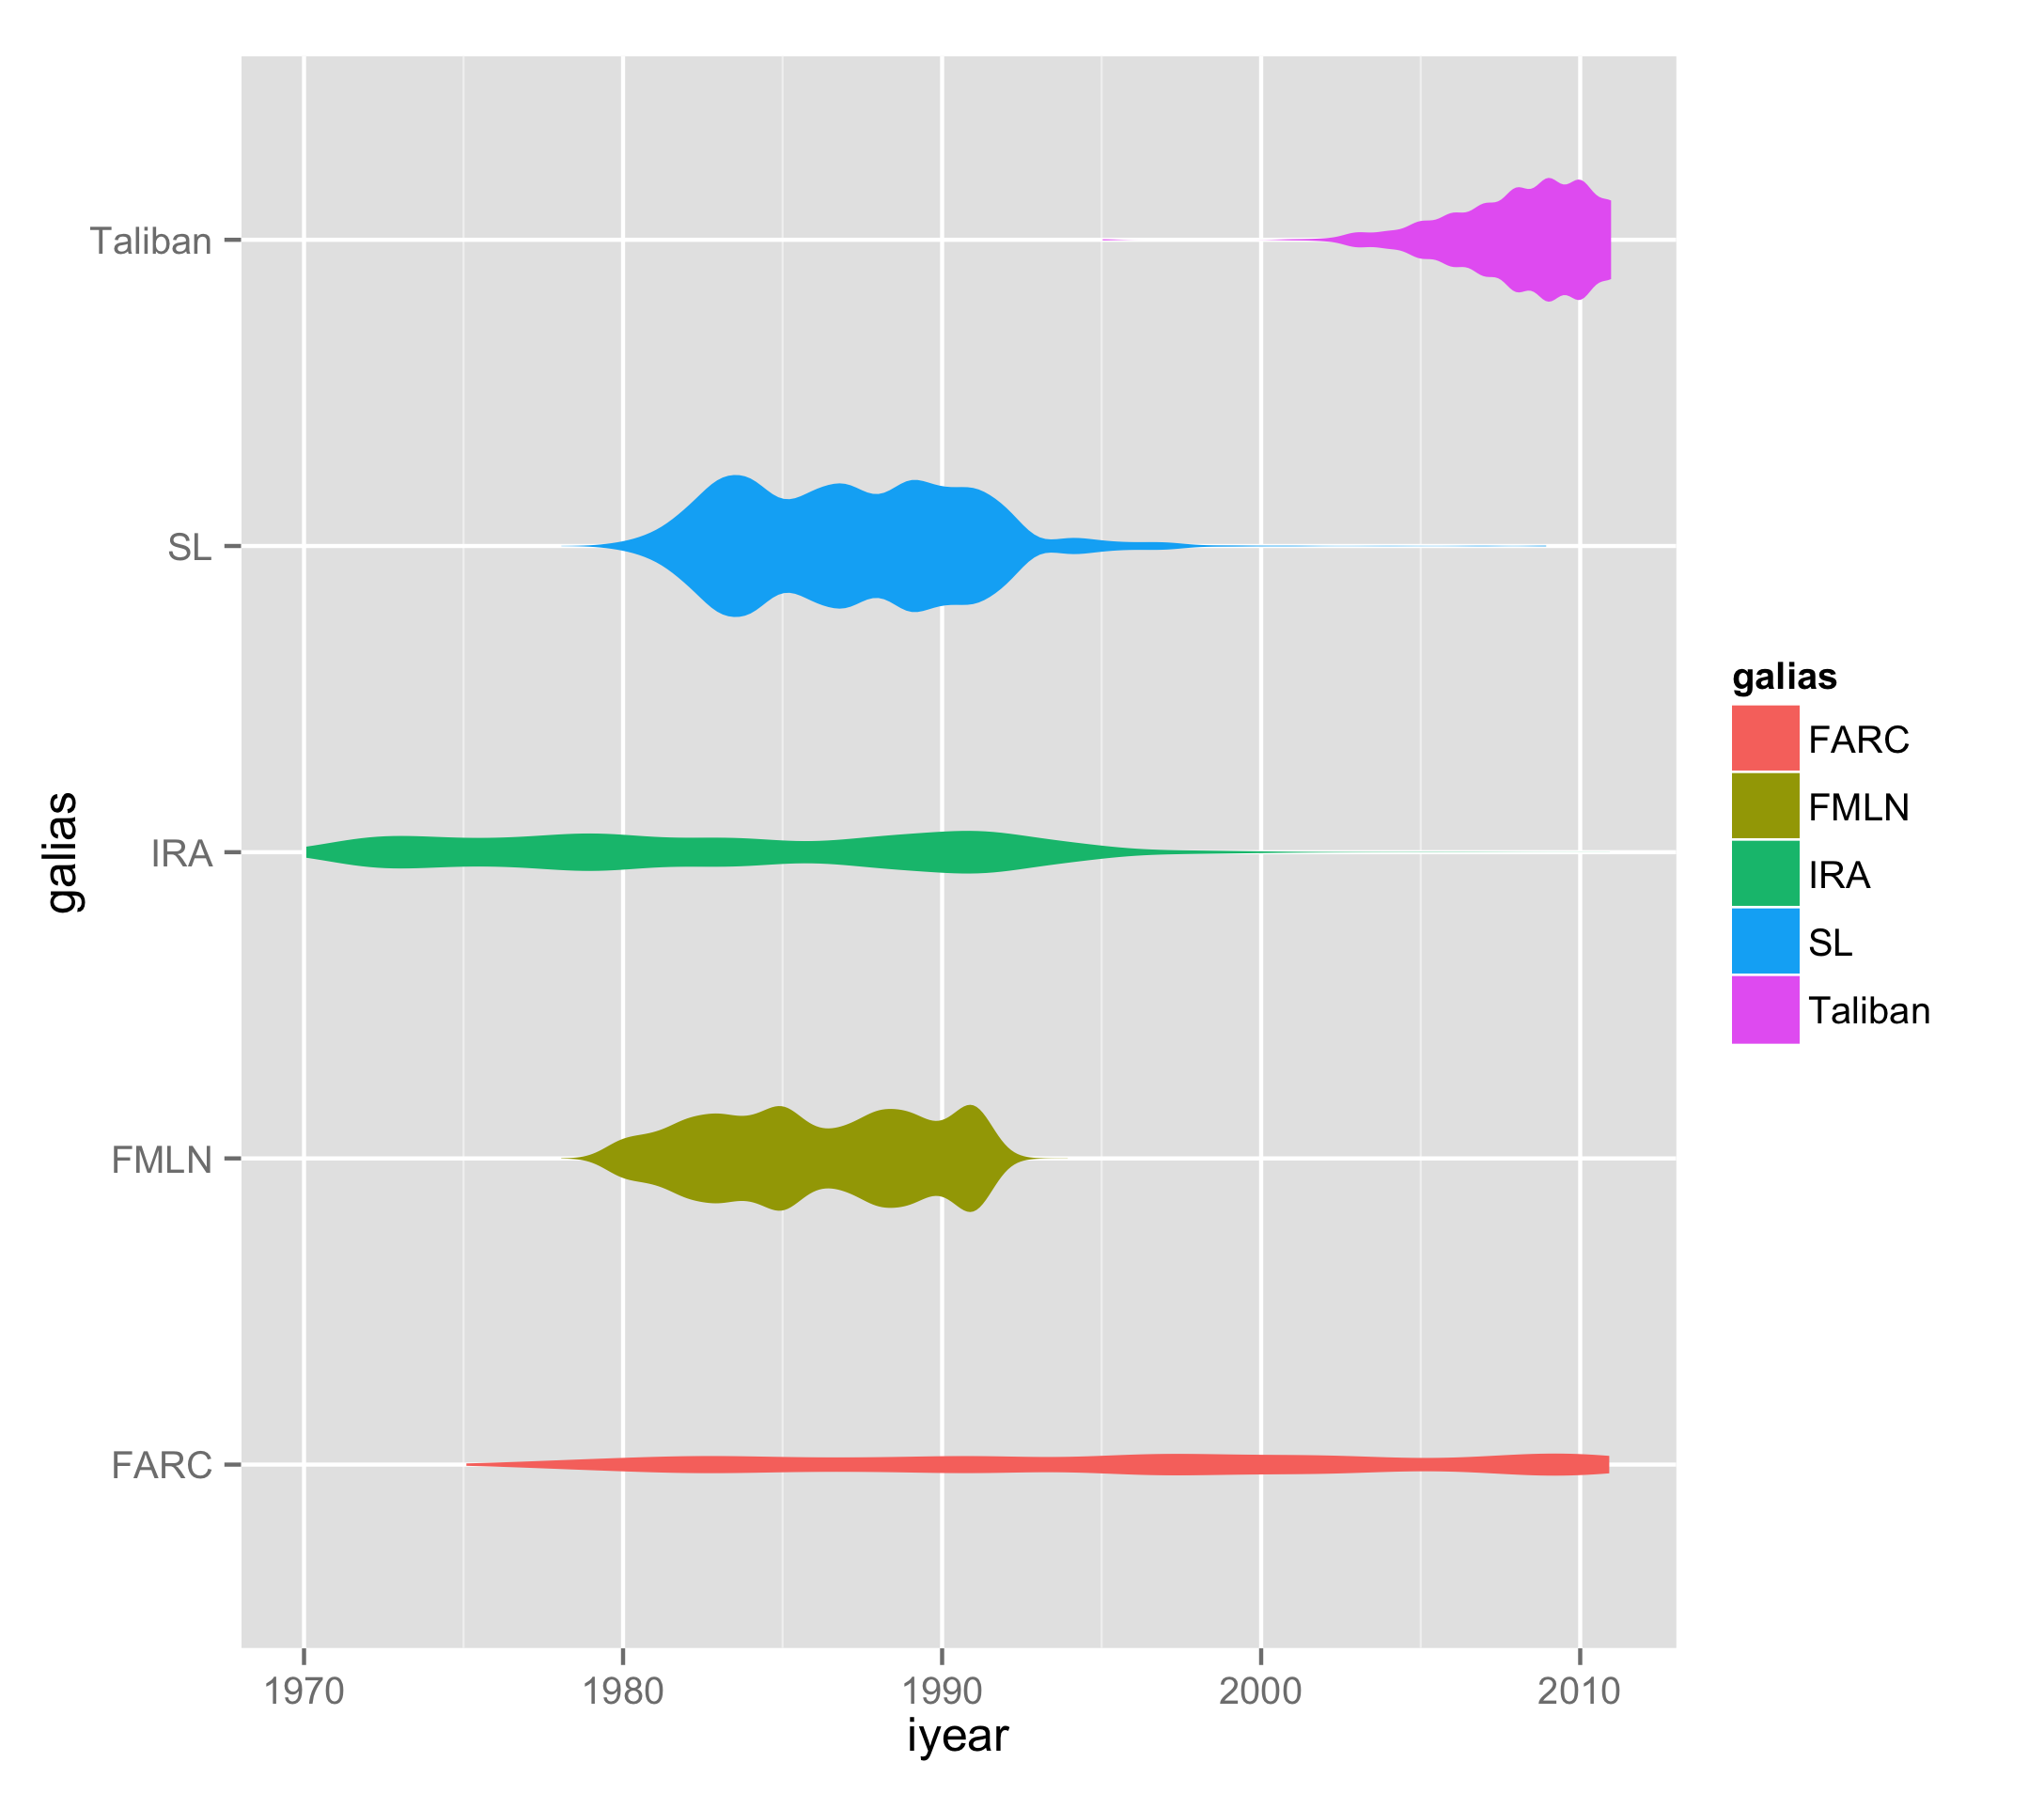 Taliban
SL
IRA
FMLN
FARC
galias
1970 1980 1990 2000 2010
iyear
galias
FARC
FMLN
IRA
SL
Taliban